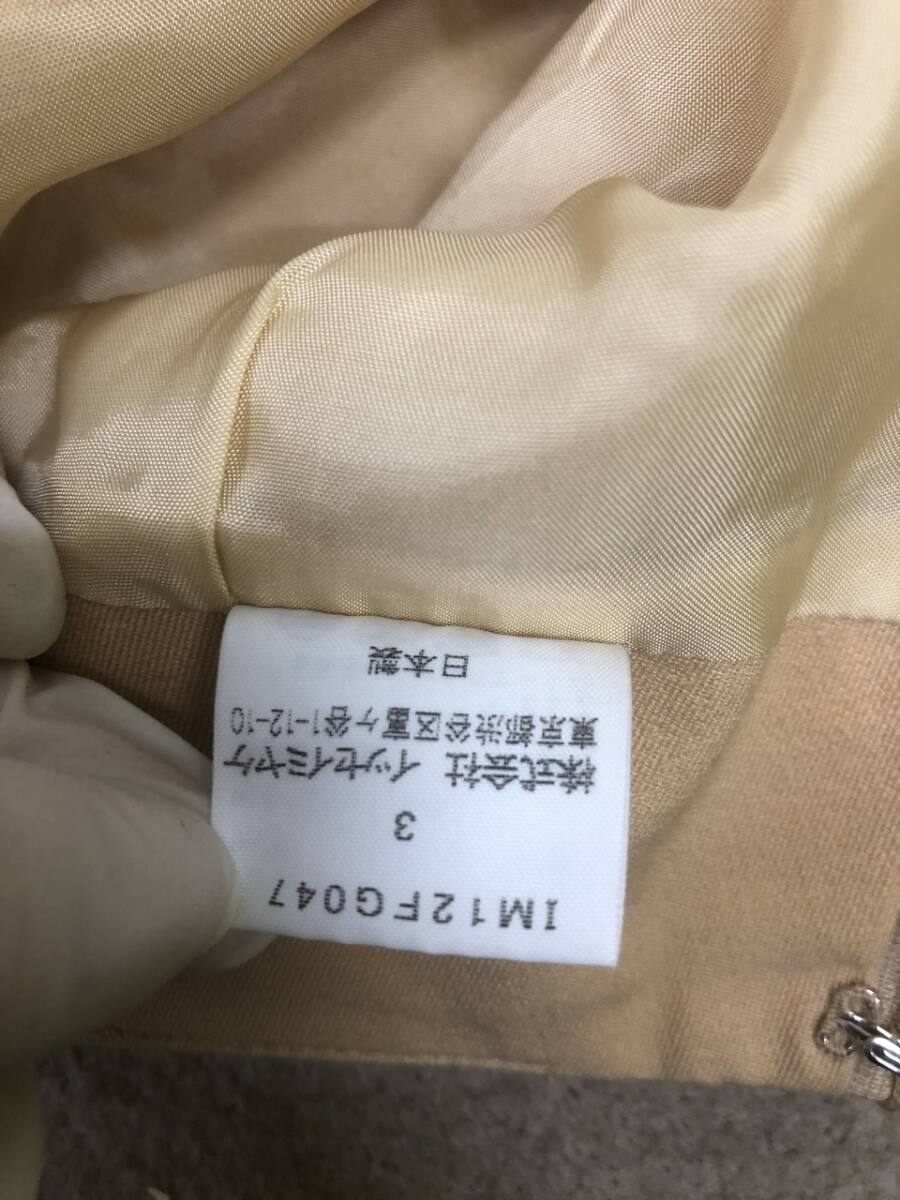 IM12FG047
3
株式会社 イッセイミヤケ
東京都渋谷区富ヶ谷1-12-10
日本製